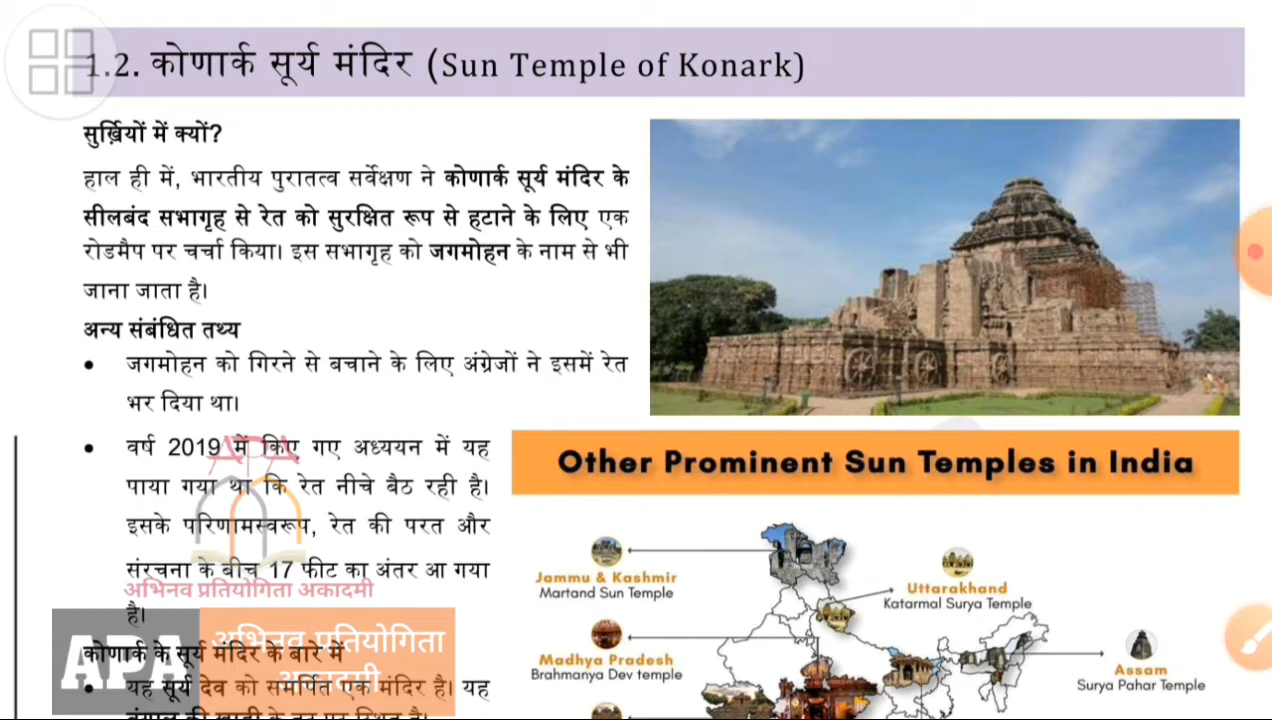 1.2. कोणार्क सूर्य मंदिर (Sun Temple of Konark)
सुर्ख़ियों में क्यों?
हाल ही में, भारतीय पुरातत्व सर्वेक्षण ने कोणार्क सूर्य मंदिर के
सीलबंद सभागृह से रेत को सुरक्षित रूप से हटाने के लिए एक
रोडमैप पर चर्चा किया। इस सभागृह को जगमोहन के नाम से भी
जाना जाता है।
अन्य संबंधित तथ्य
• जगमोहन को गिरने से बचाने के लिए अंग्रेजों ने इसमें रेत
भर दिया था।
• वर्ष 2019 में किए गए अध्ययन में यह
पाया गया था कि रेत नीचे बैठ रही है।
इसके परिणामस्वरूप, रेत की परत और
संरचना के बीच 17 फीट का अंतर आ गया
है।
अभिनव प्रतियोगिता अकादमी
APA
अभिनव प्रतियोगिता
अकादमी
कोणार्क के सूर्य मंदिर के बारे में
• यह सूर्य देव को समर्पित एक मंदिर है। यह
बंगाल की खाड़ी के तट पर स्थित है।
Other Prominent Sun Temples in India
Jammu & Kashmir
Martand Sun Temple
Uttarakhand
Katarmal Surya Temple
Madhya Pradesh
Brahmanya Dev temple
Assam
Surya Pahar Temple